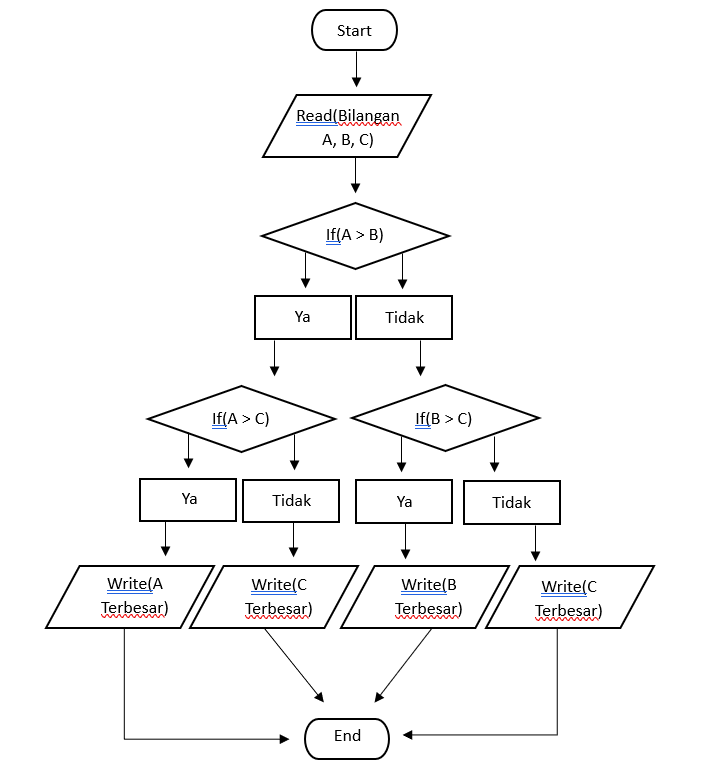 Start
Read(Bilangan
A, B, C)
If(A > B)
Ya
Tidak
If(A > C)
If(B > C)
Ya
Tidak
Ya
Tidak
Write(A
Terbesar)
Write(C
Terbesar)
Write(B
Terbesar)
Write(C
Terbesar)
End